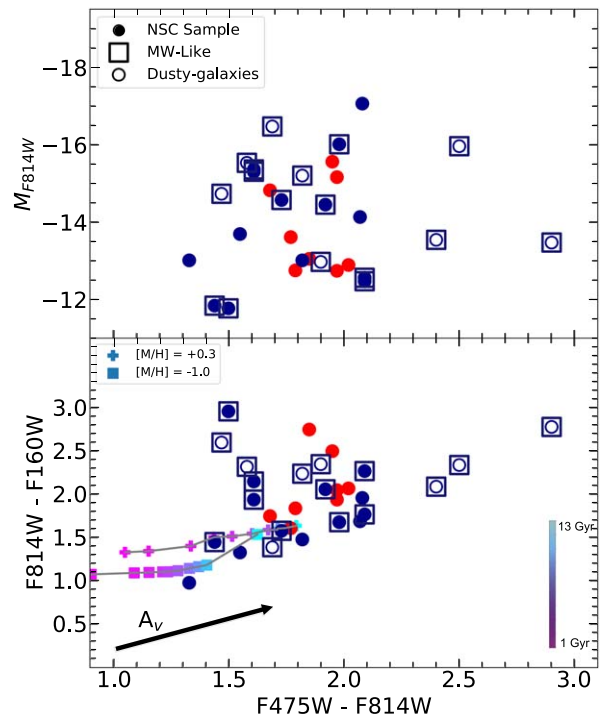 NSC Sample
MW-Like
Dusty-galaxies
−18
−16
−14
−12
M_F814W
[M/H] = +0.3
[M/H] = -1.0
3.0
2.5
2.0
1.5
1.0
0.5
F814W - F160W
A_v
13 Gyr
1 Gyr
1.0 1.5 2.0 2.5 3.0
F475W - F814W